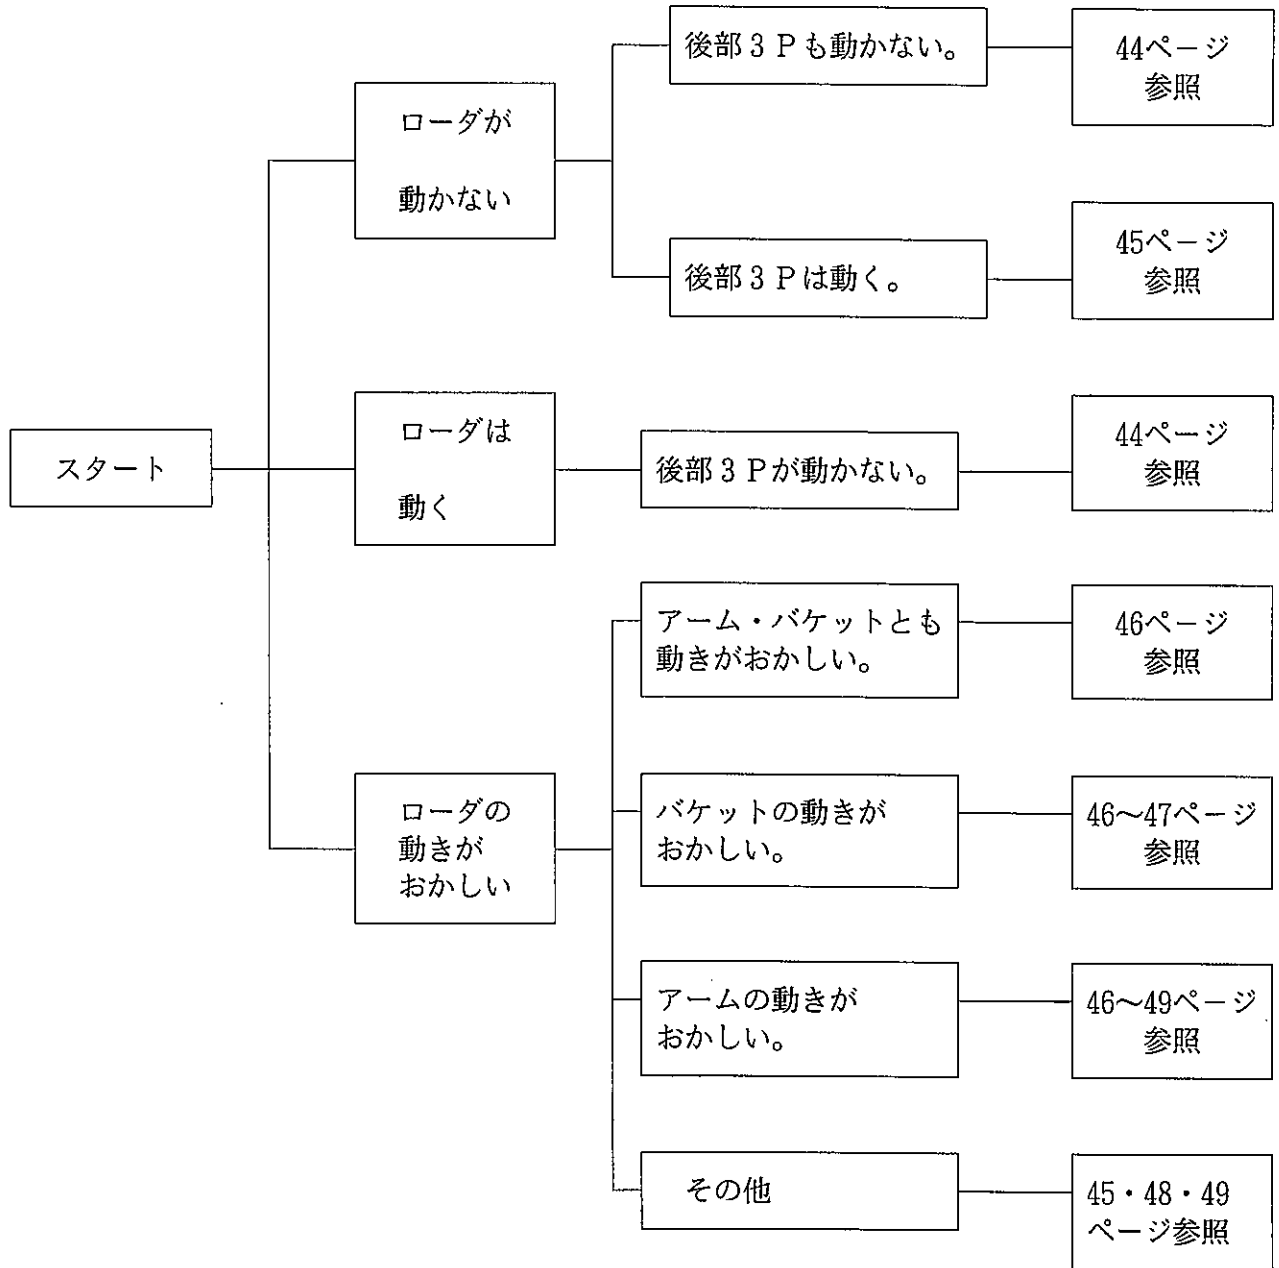 スタート
ローダが
動かない
後部3Pも動かない。
44ページ
参照
後部3Pは動く。
45ページ
参照
ローダは
動く
後部3Pが動かない。
44ページ
参照
ローダの
動きが
おかしい
アーム・バケットとも
動きがおかしい。
46ページ
参照
バケットの動きが
おかしい。
46〜47ページ
参照
アームの動きが
おかしい。
46〜49ページ
参照
その他
45・48・49
ページ参照